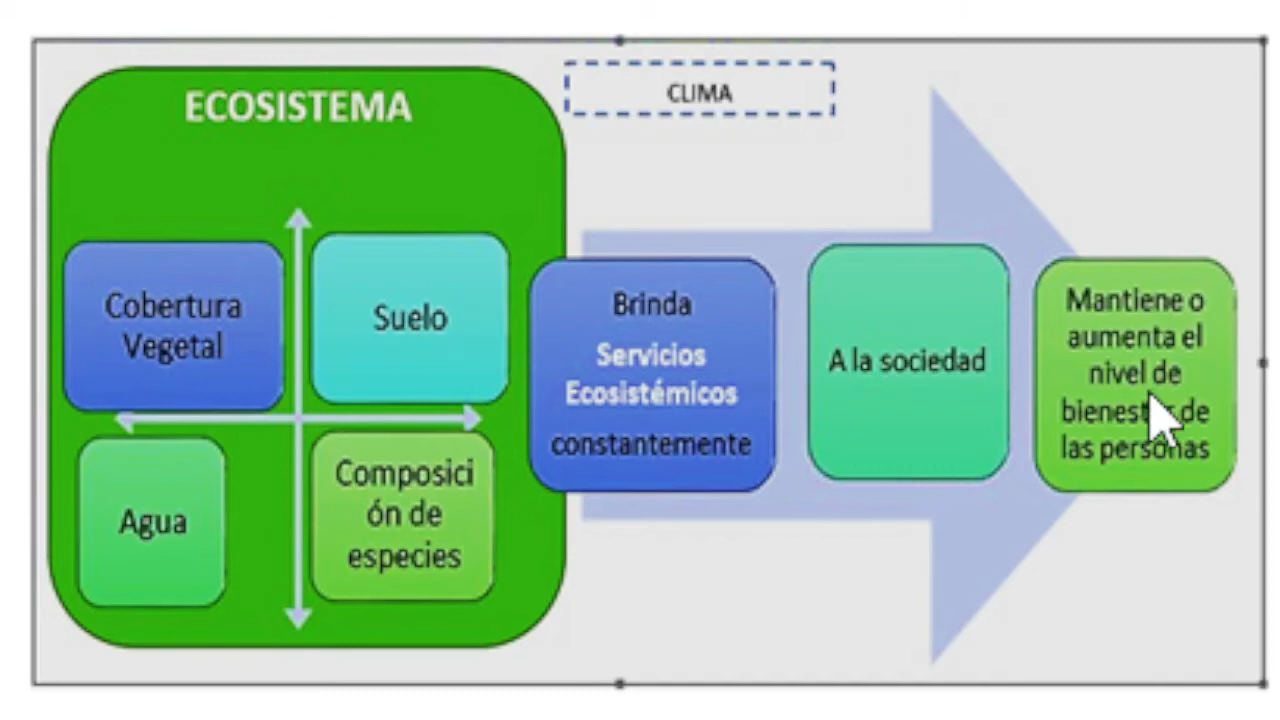 ECOSISTEMA
CLIMA
Cobertura
Vegetal
Suelo
Agua
Composici
ón de
especies
Brinda
Servicios
Ecosistémicos
constantemente
A la sociedad
Mantiene o
aumenta el
nivel de
bienestar de
las personas